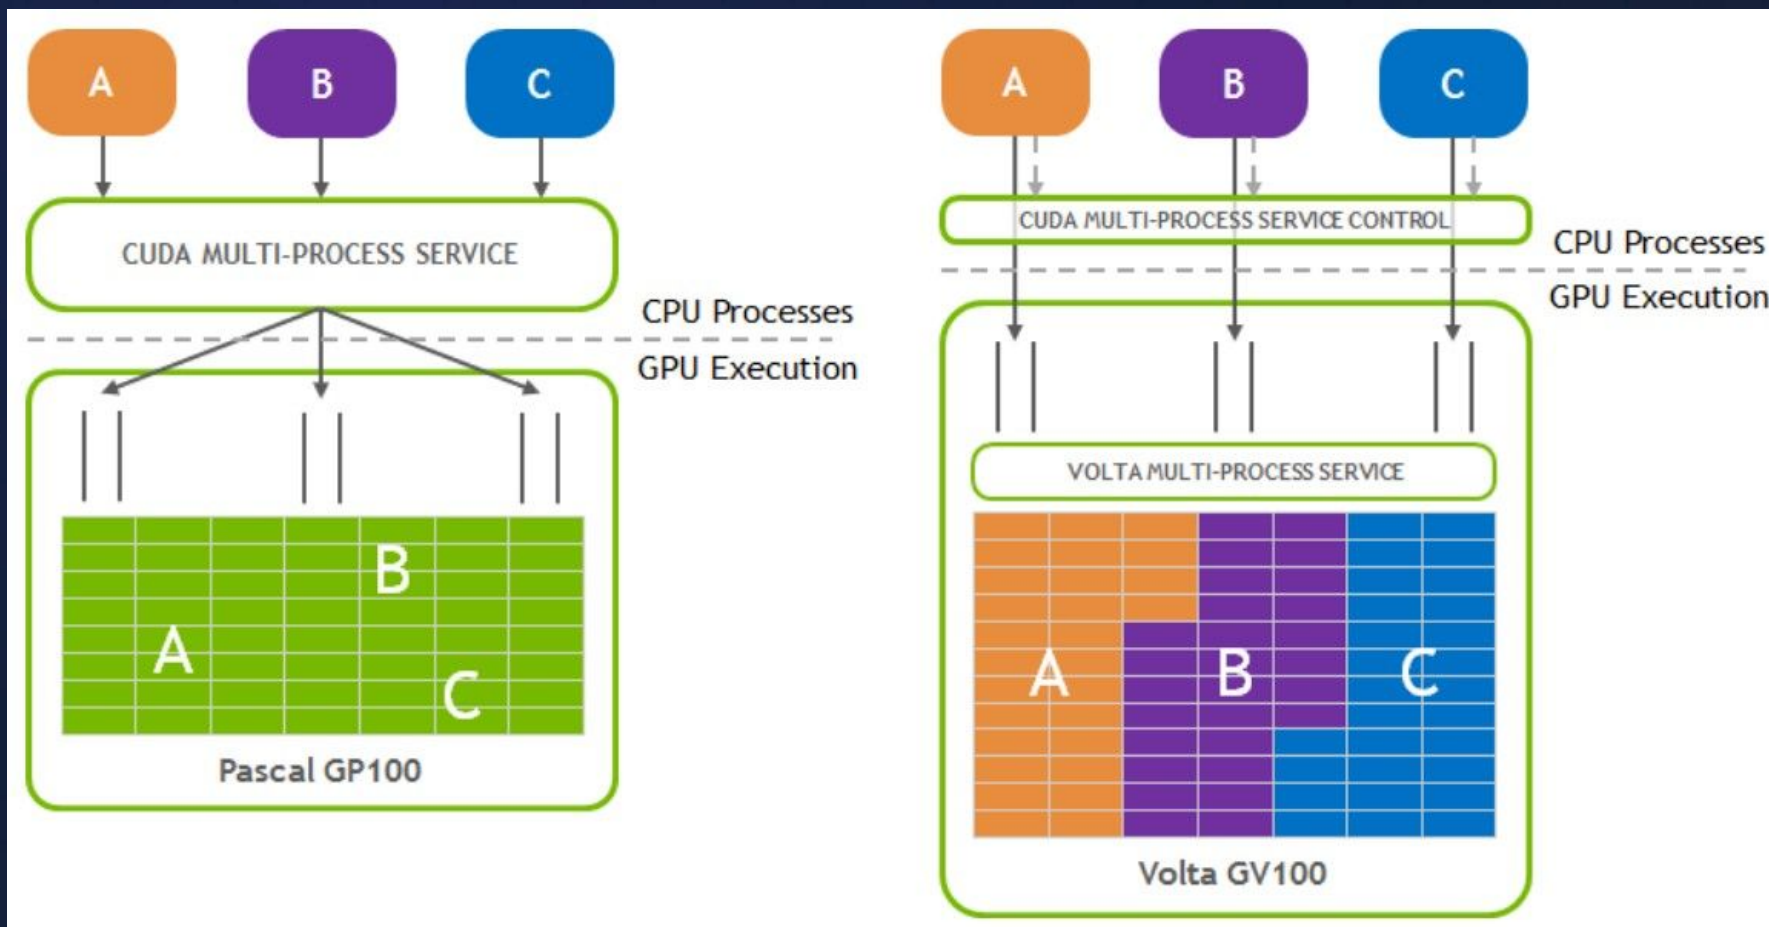 A
B
C
CUDA MULTI-PROCESS SERVICE
CPU Processes
GPU Execution
B
A
C
Pascal GP100
A
B
C
CUDA MULTI-PROCESS SERVICE CONTROL
CPU Processes
GPU Execution
VOLTA MULTI-PROCESS SERVICE
A
B
C
Volta GV100